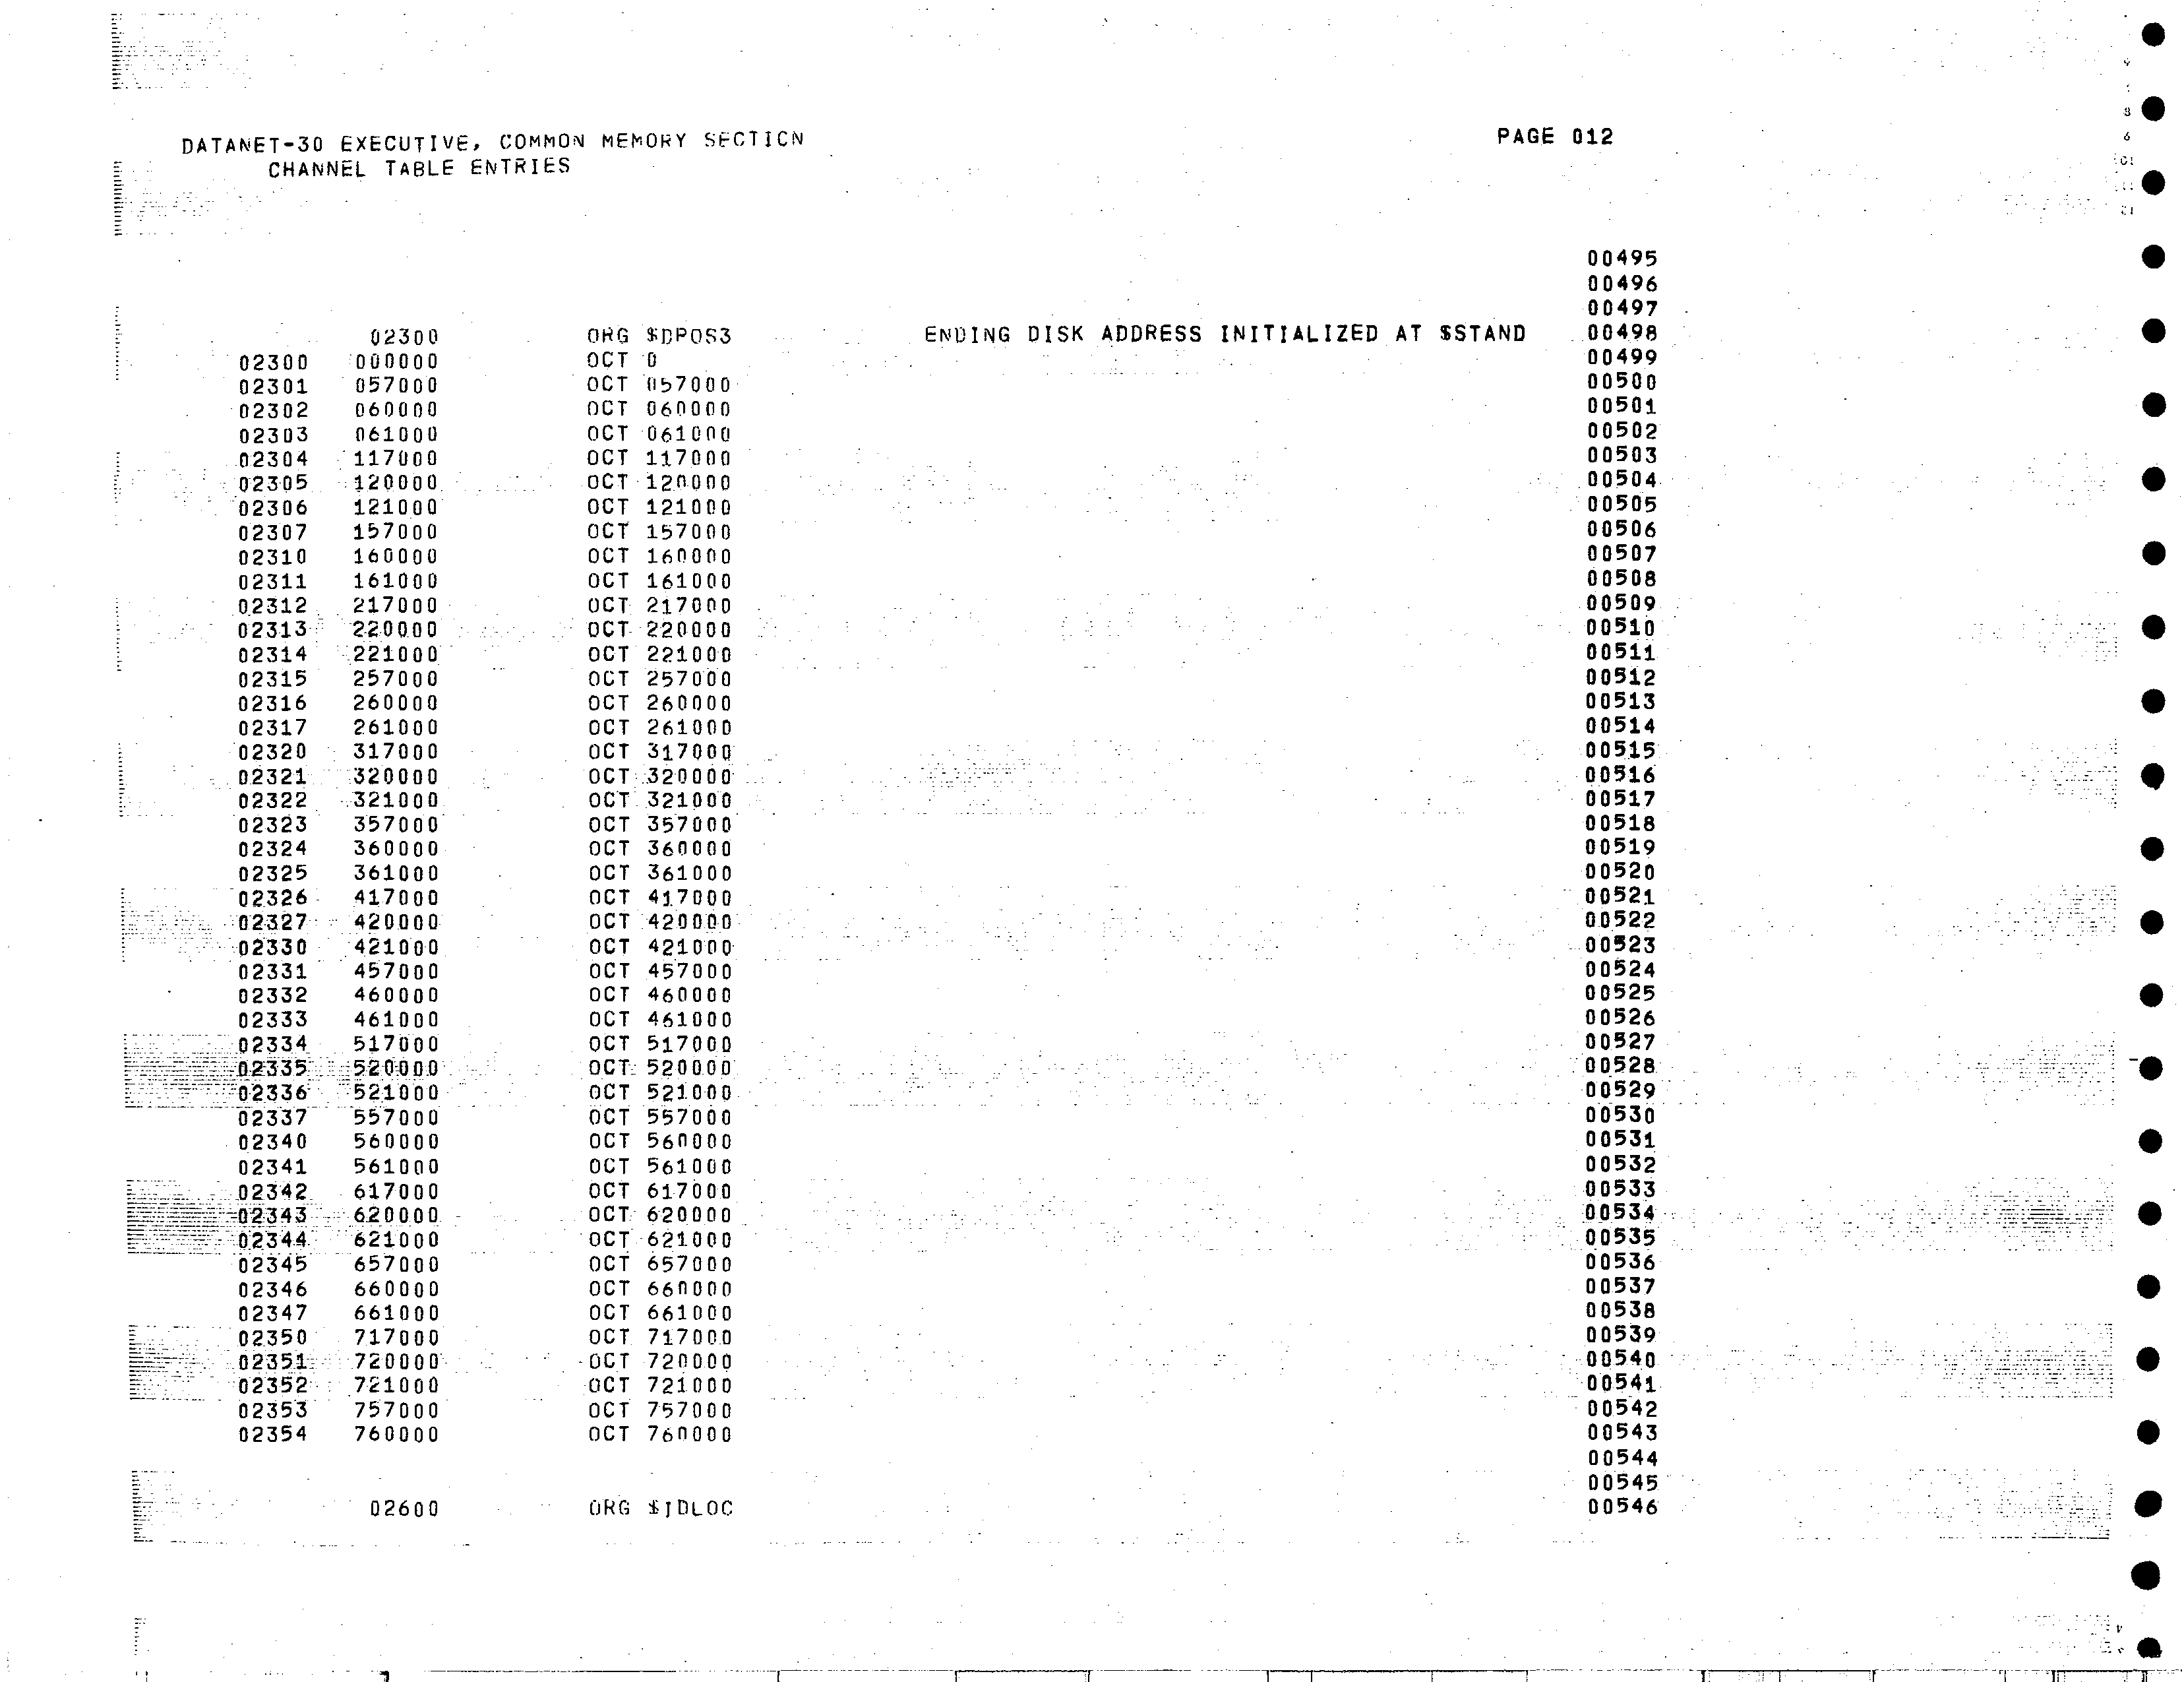 DATANET-30 EXECUTIVE, COMMON MEMORY SECTION PAGE 012
CHANNEL TABLE ENTRIES
00495
00496
00497
02300 ORG $DPOS3 ENDING DISK ADDRESS INITIALIZED AT $STAND 00498
02300 000000 OCT 0 00499
02301 057000 OCT 057000 00500
02302 060000 OCT 060000 00501
02303 061000 OCT 061000 00502
02304 117000 OCT 117000 00503
02305 120000 OCT 120000 00504
02306 121000 OCT 121000 00505
02307 157000 OCT 157000 00506
02310 160000 OCT 160000 00507
02311 161000 OCT 161000 00508
02312 217000 OCT 217000 00509
02313 220000 OCT 220000 00510
02314 221000 OCT 221000 00511
02315 257000 OCT 257000 00512
02316 260000 OCT 260000 00513
02317 261000 OCT 261000 00514
02320 317000 OCT 317000 00515
02321 320000 OCT 320000 00516
02322 321000 OCT 321000 00517
02323 357000 OCT 357000 00518
02324 360000 OCT 360000 00519
02325 361000 OCT 361000 00520
02326 417000 OCT 417000 00521
02327 420000 OCT 420000 00522
02330 421000 OCT 421000 00523
02331 457000 OCT 457000 00524
02332 460000 OCT 460000 00525
02333 461000 OCT 461000 00526
02334 517000 OCT 517000 00527
02335 520000 OCT 520000 00528
02336 521000 OCT 521000 00529
02337 557000 OCT 557000 00530
02340 560000 OCT 560000 00531
02341 561000 OCT 561000 00532
02342 617000 OCT 617000 00533
02343 620000 OCT 620000 00534
02344 621000 OCT 621000 00535
02345 657000 OCT 657000 00536
02346 660000 OCT 660000 00537
02347 661000 OCT 661000 00538
02350 717000 OCT 717000 00539
02351 720000 OCT 720000 00540
02352 721000 OCT 721000 00541
02353 757000 OCT 757000 00542
02354 760000 OCT 760000 00543
00544
00545
02600 ORG $IDLOC 00546